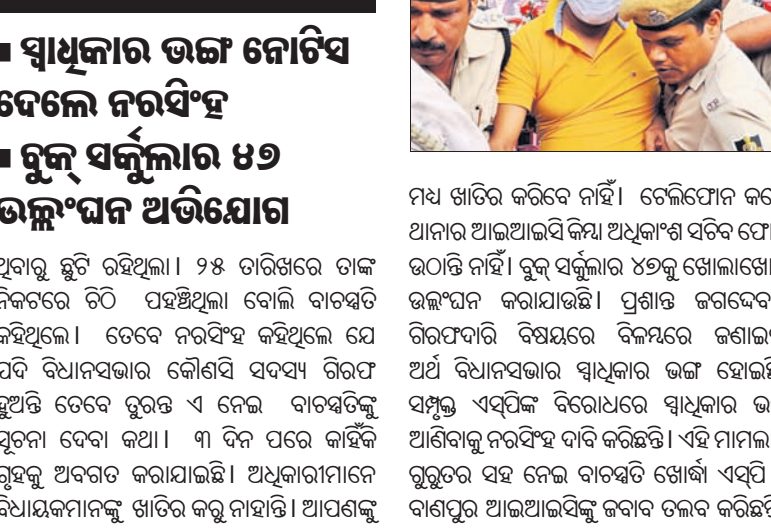 ▪ ସ୍ୱାଧିକାର ଭଙ୍ଗ ନୋଟିସ
ଦେଲେ ନରସିଂହ
▪ ବୁକ୍ ସର୍କୁଲାର ୪୭
ଉଲ୍ଲଂଘନ ଅଭିଯୋଗ
ଥିବାରୁ ଛୁଟି ରହିଥିଲା। ୨୫ ତାରିଖରେ ତାଙ୍କ
ନିକଟରେ ଚିଠି ପହଞ୍ଚିଥିଲା ବୋଲି ବାଚସ୍ପତି
କହିଥିଲେ। ତେବେ ନରସିଂହ କହିଥିଲେ ଯେ
ଯଦି ବିଧାନସଭାର କୌଣସି ସଦସ୍ୟ ଗିରଫ
ହୁଅନ୍ତି ତେବେ ତୁରନ୍ତ ଏ ନେଇ ବାଚସ୍ପତିଙ୍କୁ
ସୂଚନା ଦେବା କଥା। ୩ ଦିନ ପରେ କାହିଁକି
ଗୃହକୁ ଅବଗତ କରାଯାଇଛି। ଅଧିକାରୀମାନେ
ବିଧାୟକମାନଙ୍କୁ ଖାତିର କରୁ ନାହାନ୍ତି। ଆପଣଙ୍କୁ
ମଧ୍ୟ ଖାତିର କରିବେ ନାହିଁ। ଟେଲିଫୋନ କଲେ
ଥାନାର ଆଇଆଇସି କିମ୍ବା ଅଧିକାଂଶ ସଚିବ ଫୋ
ଉଠାନ୍ତି ନାହିଁ। ବୁକ୍ ସର୍କୁଲାର ୪୭କୁ ଖୋଲାଖୋ
ଉଲ୍ଲଂଘନ କରାଯାଉଛି। ପ୍ରଶାନ୍ତ ଜଗଦ୍ଦେବ
ଗିରଫଦାରି ବିଷୟରେ ବିଳମ୍ବରେ ଜଣାଇ
ଅର୍ଥ ବିଧାନସଭାର ସ୍ୱାଧିକାର ଭଙ୍ଗ ହୋଇଛି
ସମ୍ପୃକ୍ତ ଏସ୍‌ପିଙ୍କ ବିରୋଧରେ ସ୍ୱାଧିକାର ଭ
ଆଣିବାକୁ ନରସିଂହ ଦାବି କରିଛନ୍ତି। ଏହି ମାମଲା
ଗୁରୁତର ସହ ନେଇ ବାଚସ୍ପତି ଖୋର୍ଦ୍ଧା ଏସ୍‌ପି
ବାଣପୁର ଆଇଆଇସିଙ୍କୁ ଜବାବ ତଲବ କରିଛନ୍ତି